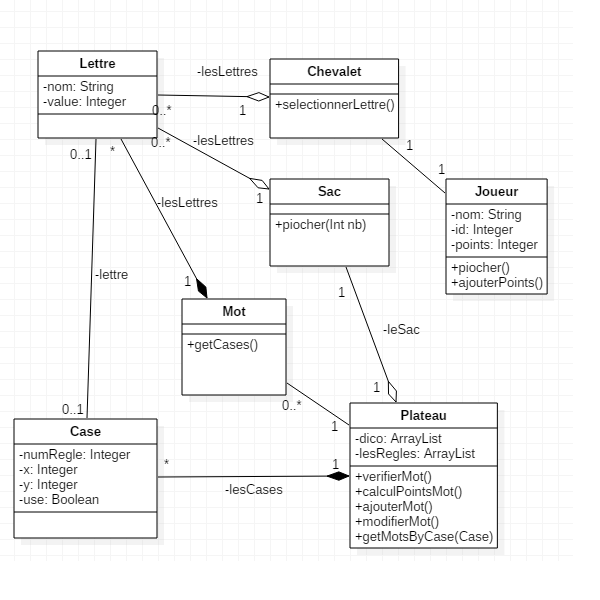 Lettre
-nom: String
-value: Integer
-lesLettres
0..*
1
Chevalet
+selectionnerLettre()
0..*
-lesLettres
1
0..1
*
1
1
Sac
+piocher(Int nb)
Joueur
-nom: String
-id: Integer
-points: Integer
+piocher()
+ajouterPoints()
-lesLettres
-lettre
1
1
Mot
+getCases()
-leSac
1
0..*
1
0..1
Case
-numRegle: Integer
-x: Integer
-y: Integer
-use: Boolean
*
1
-lesCases
Plateau
-dico: ArrayList
-lesRegles: ArrayList
+verifierMot()
+calculPointsMot()
+ajouterMot()
+modifierMot()
+getMotsByCase(Case)